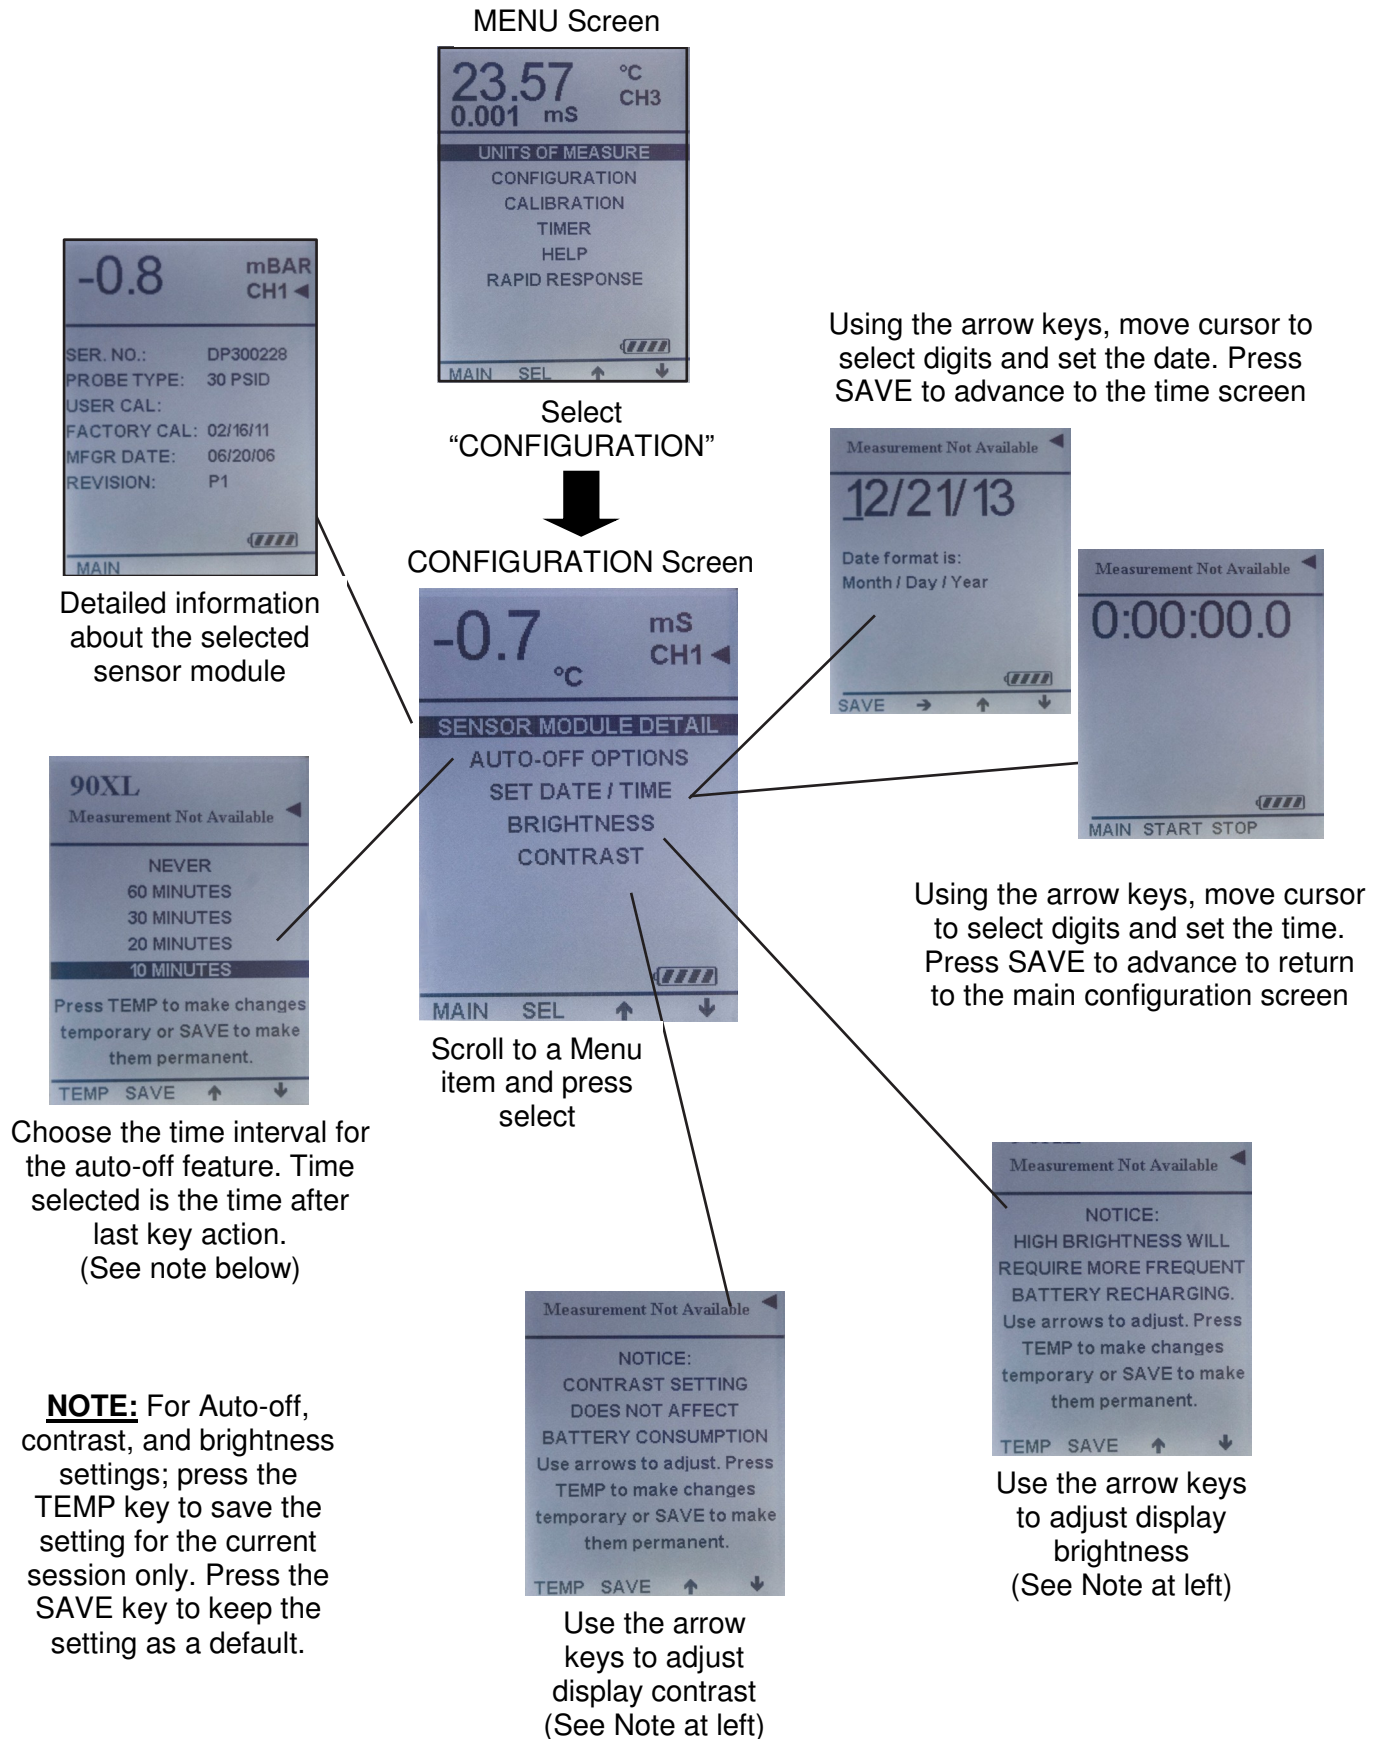 MENU Screen
23.57 °C
CH3
0.001 mS
UNITS OF MEASURE
CONFIGURATION
CALIBRATION
TIMER
HELP
RAPID RESPONSE
MAIN SEL ↑ ↓
Select
“CONFIGURATION”
-0.8 mBAR
CH1 ◄
SER. NO.: DP300228
PROBE TYPE: 30 PSID
USER CAL:
FACTORY CAL: 02/16/11
MFGR DATE: 06/20/06
REVISION: P1
MAIN
Detailed information
about the selected
sensor module
Using the arrow keys, move cursor to
select digits and set the date. Press
SAVE to advance to the time screen
Measurement Not Available ◄
12/21/13
Date format is:
Month / Day / Year
SAVE → ↑ ↓
Measurement Not Available ◄
0:00:00.0
MAIN START STOP
Using the arrow keys, move cursor
to select digits and set the time.
Press SAVE to advance to return
to the main configuration screen
CONFIGURATION Screen
-0.7 mS
°C CH1 ◄
SENSOR MODULE DETAIL
AUTO-OFF OPTIONS
SET DATE / TIME
BRIGHTNESS
CONTRAST
MAIN SEL ↑ ↓
Scroll to a Menu
item and press
select
90XL
Measurement Not Available ◄
NEVER
60 MINUTES
30 MINUTES
20 MINUTES
10 MINUTES
Press TEMP to make changes
temporary or SAVE to make
them permanent.
TEMP SAVE ↑ ↓
Choose the time interval for
the auto-off feature. Time
selected is the time after
last key action.
(See note below)
NOTE: For Auto-off,
contrast, and brightness
settings; press the
TEMP key to save the
setting for the current
session only. Press the
SAVE key to keep the
setting as a default.
Measurement Not Available ◄
NOTICE:
CONTRAST SETTING
DOES NOT AFFECT
BATTERY CONSUMPTION
Use arrows to adjust. Press
TEMP to make changes
temporary or SAVE to make
them permanent.
TEMP SAVE ↑ ↓
Use the arrow
keys to adjust
display contrast
(See Note at left)
Measurement Not Available ◄
NOTICE:
HIGH BRIGHTNESS WILL
REQUIRE MORE FREQUENT
BATTERY RECHARGING.
Use arrows to adjust. Press
TEMP to make changes
temporary or SAVE to make
them permanent.
TEMP SAVE ↑ ↓
Use the arrow keys
to adjust display
brightness
(See Note at left)